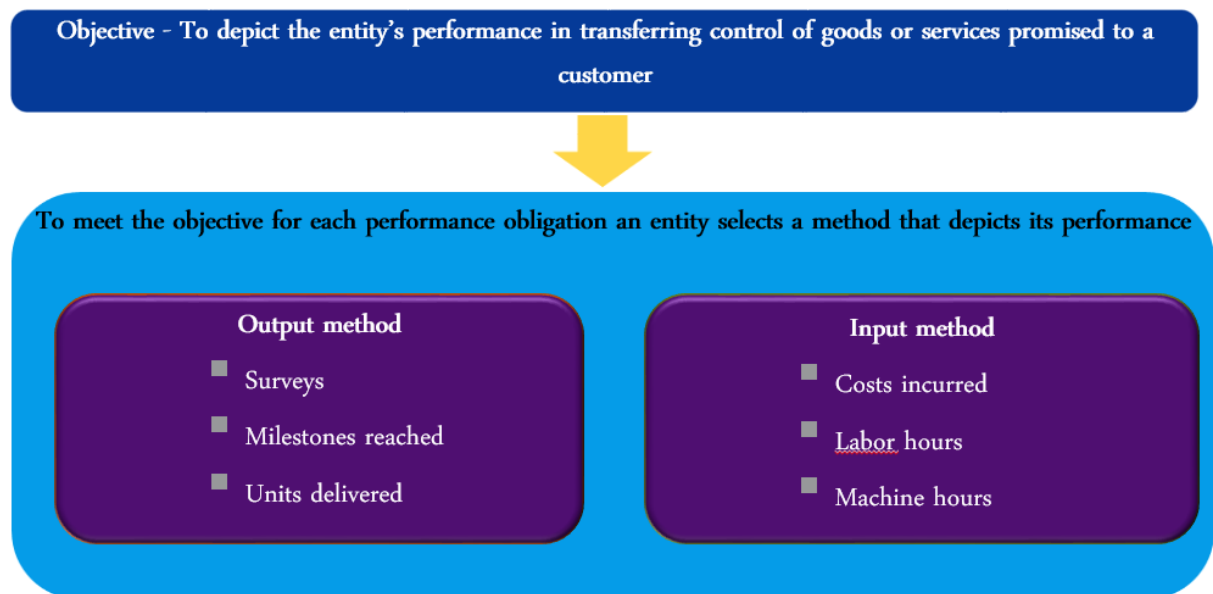 Objective - To depict the entity's performance in transferring control of goods or services promised to a
customer
To meet the objective for each performance obligation an entity selects a method that depicts its performance
Output method
Surveys
Milestones reached
Units delivered
Input method
Costs incurred
Labor hours
Machine hours